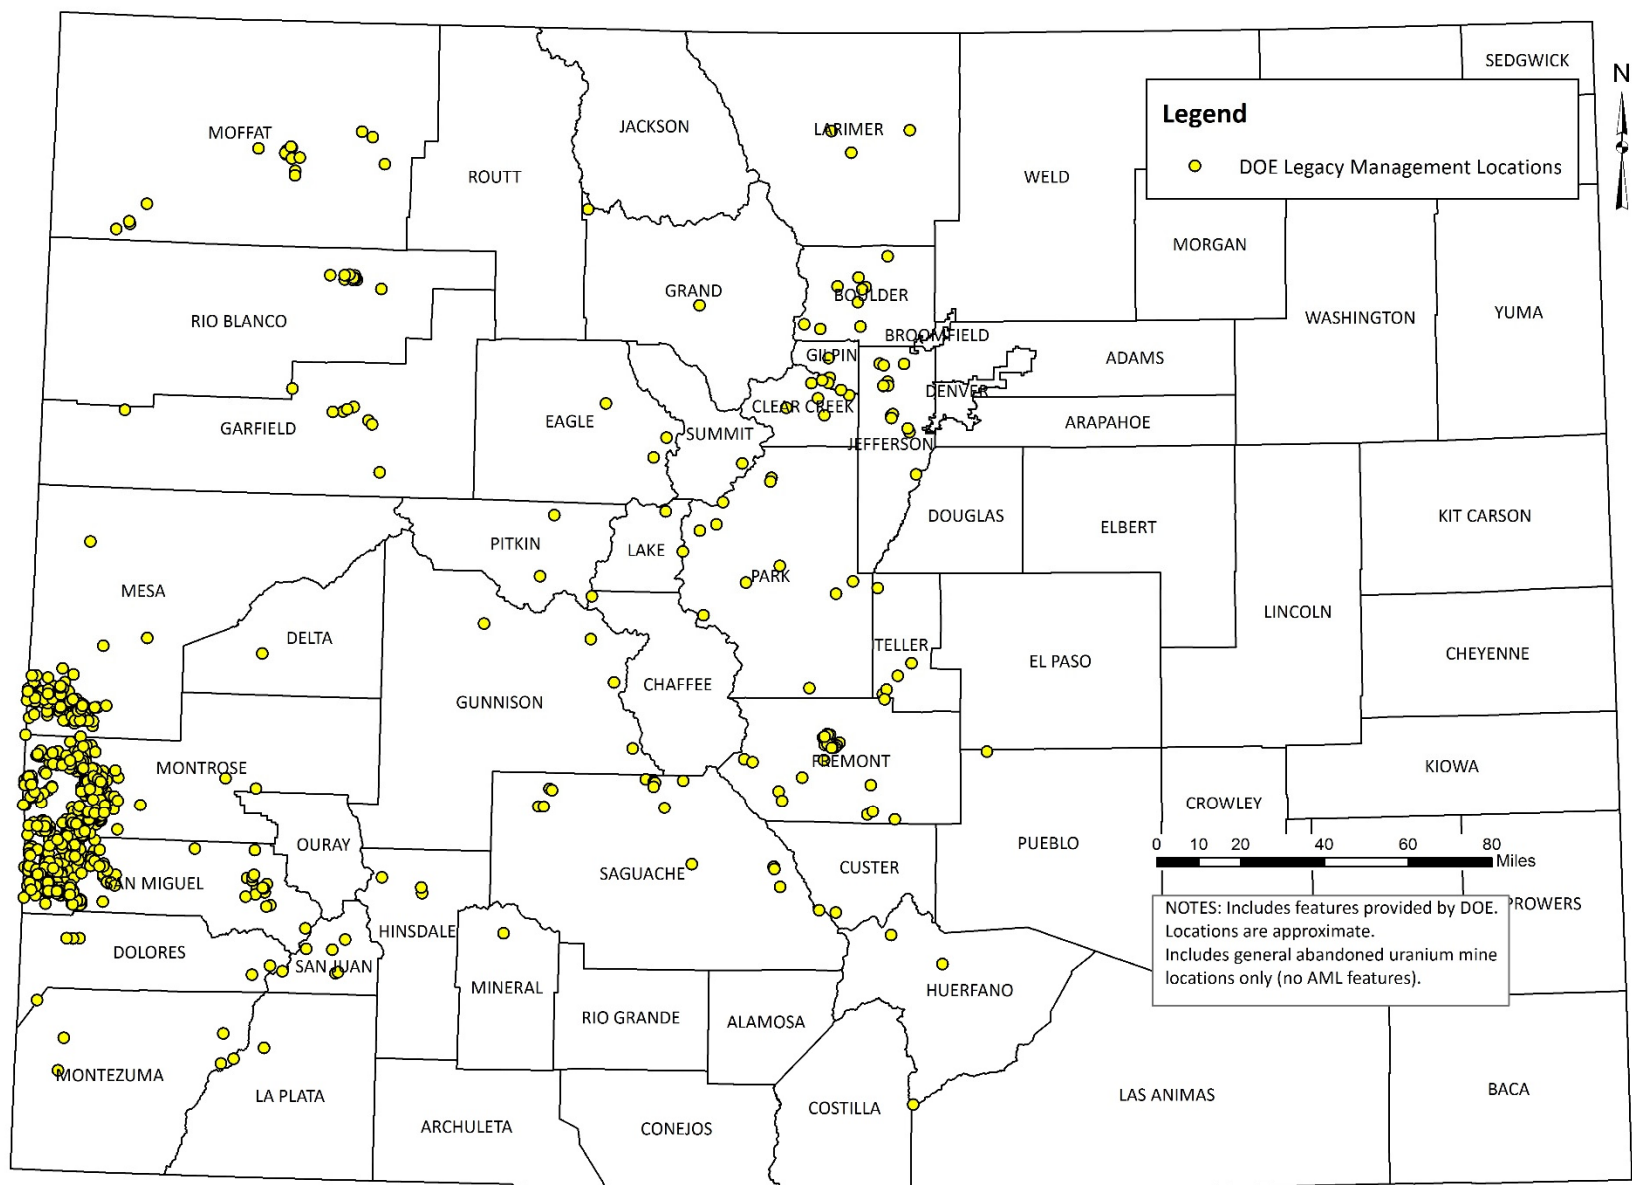 SEDGWICK
N
Legend
DOE Legacy Management Locations
MOFFAT
JACKSON
LARIMER
ROUTT
WELD
MORGAN
GRAND
BOULDER
RIO BLANCO
WASHINGTON
YUMA
BROOMFIELD
GILPIN
ADAMS
DENVER
CLEAR CREEK
GARFIELD
EAGLE
SUMMIT
ARAPAHOE
JEFFERSON
DOUGLAS
ELBERT
KIT CARSON
PITKIN
LAKE
PARK
MESA
LINCOLN
DELTA
TELLER
EL PASO
CHEYENNE
GUNNISON
CHAFFEE
MONTROSE
FREMONT
KIOWA
CROWLEY
OURAY
PUEBLO
0 10 20 40 60 80
Miles
SAN MIGUEL
SAGUACHE
CUSTER
PROWERS
NOTES: Includes features provided by DOE.
Locations are approximate.
Includes general abandoned uranium mine
locations only (no AML features).
HINSDALE
DOLORES
SAN JUAN
MINERAL
HUERFANO
RIO GRANDE
ALAMOSA
MONTEZUMA
LA PLATA
COSTILLA
LAS ANIMAS
BACA
ARCHULETA
CONEJOS